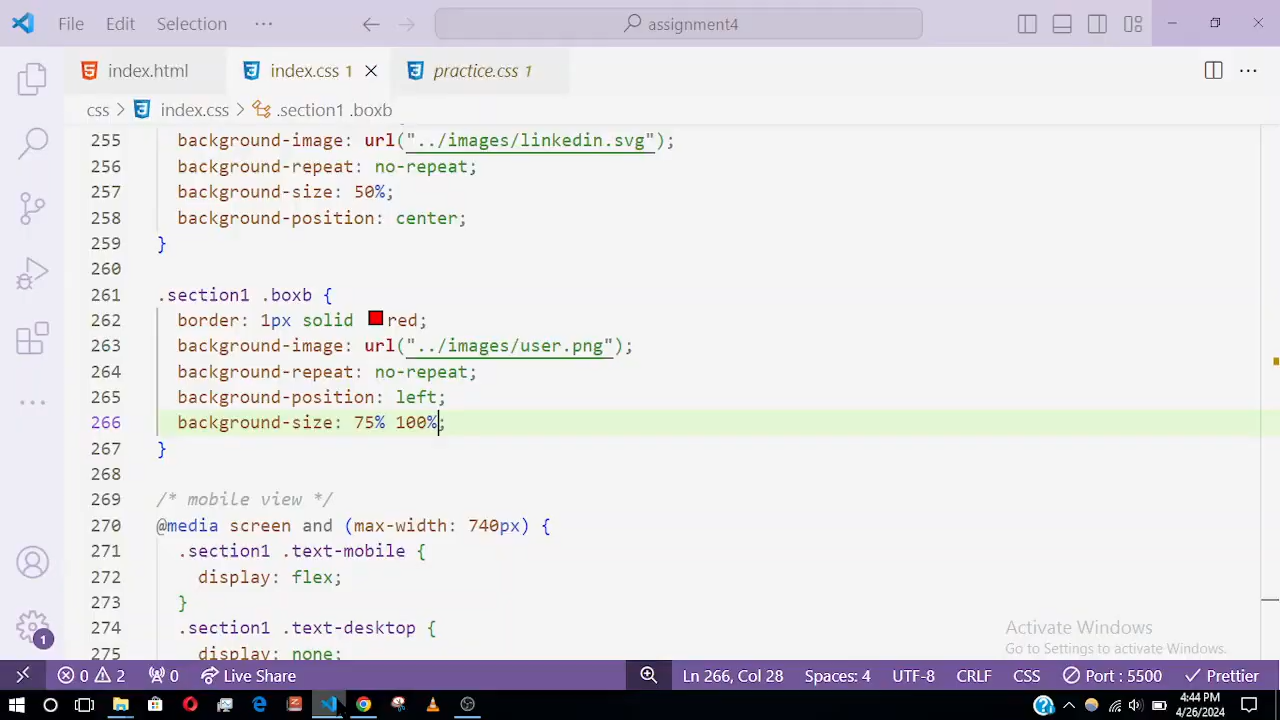 File Edit Selection ··· assignment4
index.html index.css 1 practice.css 1
css > index.css > .section1 .boxb
255 background-image: url("../images/linkedin.svg");
256 background-repeat: no-repeat;
257 background-size: 50%;
258 background-position: center;
259 }
260
261 .section1 .boxb {
262 border: 1px solid red;
263 background-image: url("../images/user.png");
264 background-repeat: no-repeat;
265 background-position: left;
266 background-size: 75% 100%;
267 }
268
269 /* mobile view */
270 @media screen and (max-width: 740px) {
271 .section1 .text-mobile {
272 display: flex;
273 }
274 .section1 .text-desktop {
275 display: none;
Activate Windows
Go to Settings to activate Windows.
1
0 2 0 Live Share Ln 266, Col 28 Spaces: 4 UTF-8 CRLF CSS Port : 5500 Prettier
4:44 PM
4/26/2024